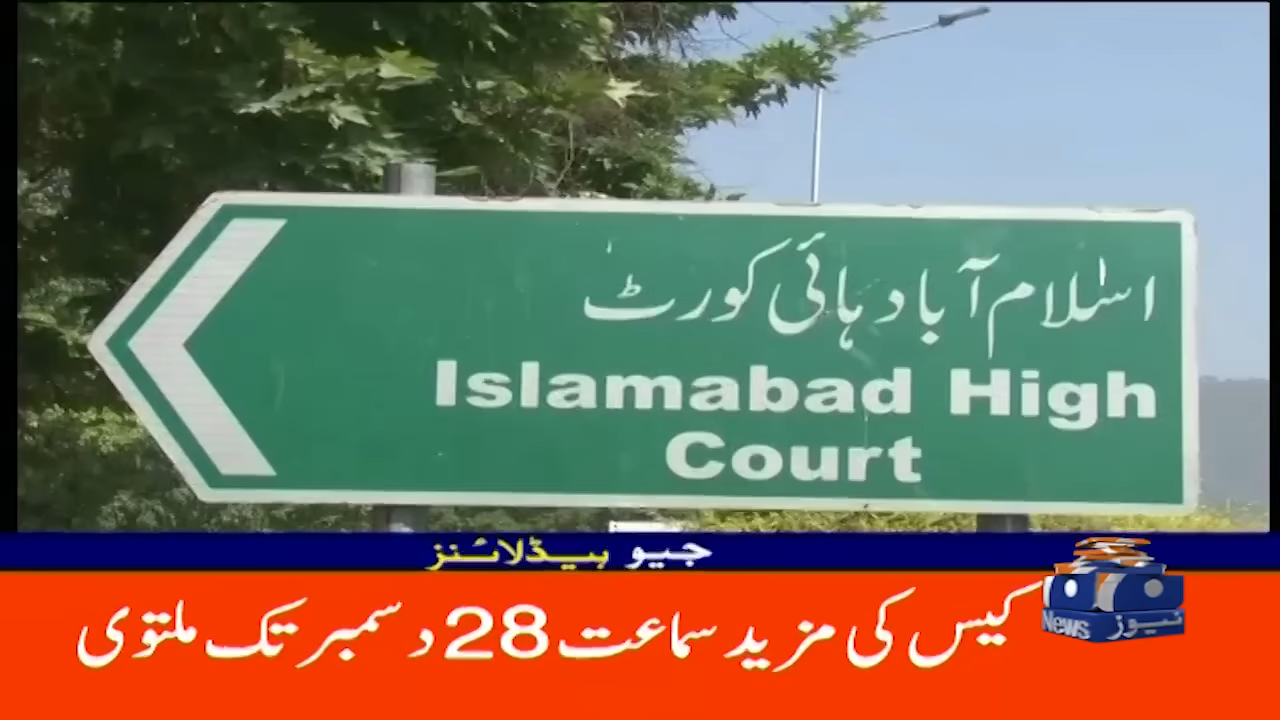 اسلام آباد ہائی کورٹ
Islamabad High
Court
جیو ہیڈلائنز
کیس کی مزید سماعت 28 دسمبر تک ملتوی
News نیوز